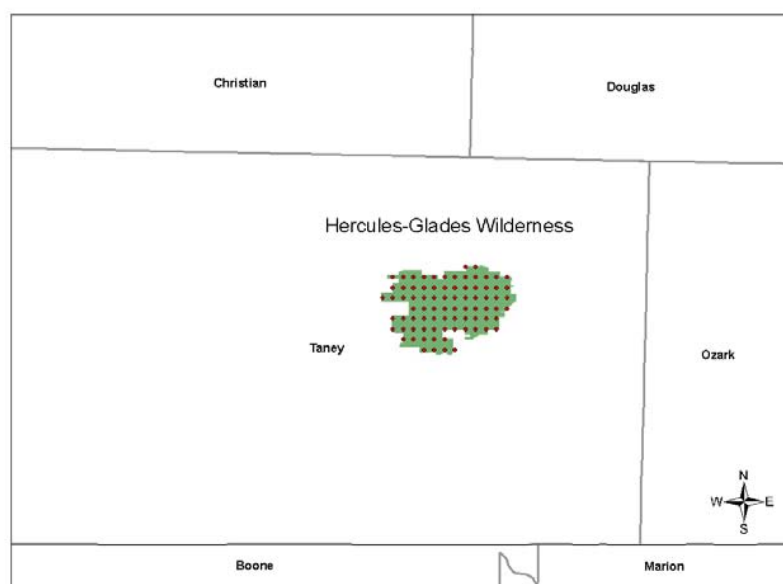 Christian
Douglas
Hercules-Glades Wilderness
Taney
Ozark
N
W E
S
Boone
Marion